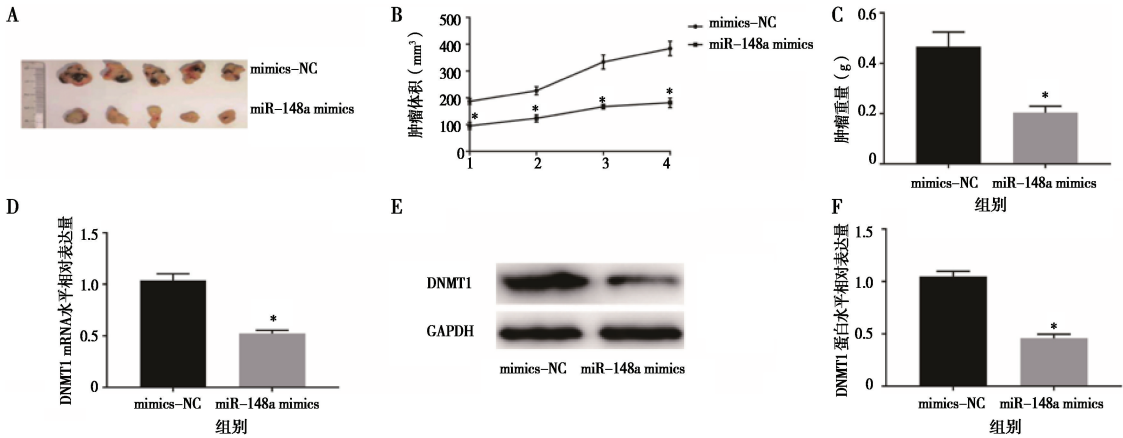 A
mimics-NC
miR-148a mimics
B
肿瘤体积（mm³）
500
400
300
200
100
0
*
*
*
*
1
2
3
4
mimics-NC
miR-148a mimics
C
肿瘤重量（g）
0.6
0.4
0.2
0
*
mimics-NC
miR-148a mimics
组别
D
DNMT1 mRNA水平相对表达量
1.5
1.0
0.5
0
*
mimics-NC
miR-148a mimics
组别
E
DNMT1
GAPDH
mimics-NC
miR-148a mimics
F
DNMT1 蛋白水平相对表达量
1.5
1.0
0.5
0
*
mimics-NC
miR-148a mimics
组别